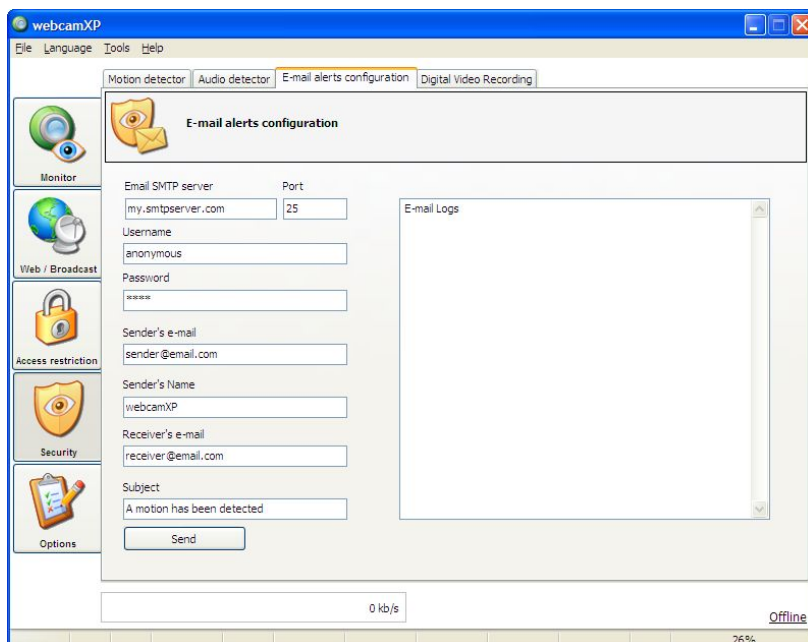 webcamXP
File Language Tools Help
Motion detector Audio detector E-mail alerts configuration Digital Video Recording
E-mail alerts configuration
Monitor
Web / Broadcast
Access restriction
Security
Options
Email SMTP server Port
my.smtpserver.com 25
Username
anonymous
Password
****
Sender's e-mail
sender@email.com
Sender's Name
webcamXP
Receiver's e-mail
receiver@email.com
Subject
A motion has been detected
Send
E-mail Logs
0 kb/s
Offline
26%